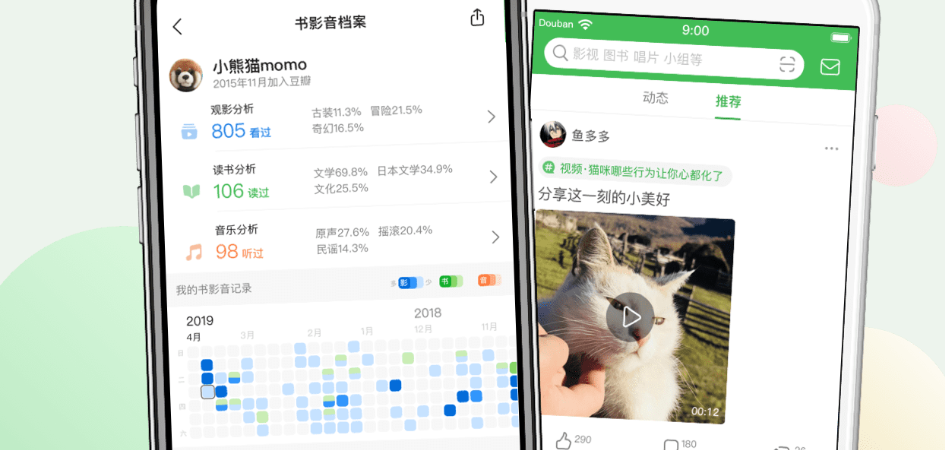 书影音档案
小熊猫momo
2015年11月加入豆瓣
观影分析
805 看过
古装11.3% 冒险21.5%
奇幻16.5%
读书分析
106 读过
文学69.8% 日本文学34.9%
文化25.5%
音乐分析
98 听过
原声27.6% 摇滚20.4%
民谣14.3%
我的书影音记录
多 影 少 书 音
2019 2018
4月 3月 2月 1月 12月 11月
日
二
四
六
Douban 9:00
影视 图书 唱片 小组等
动态 推荐
鱼多多
# 视频·猫咪哪些行为让你心都化了
分享这一刻的小美好
00:12
290 180